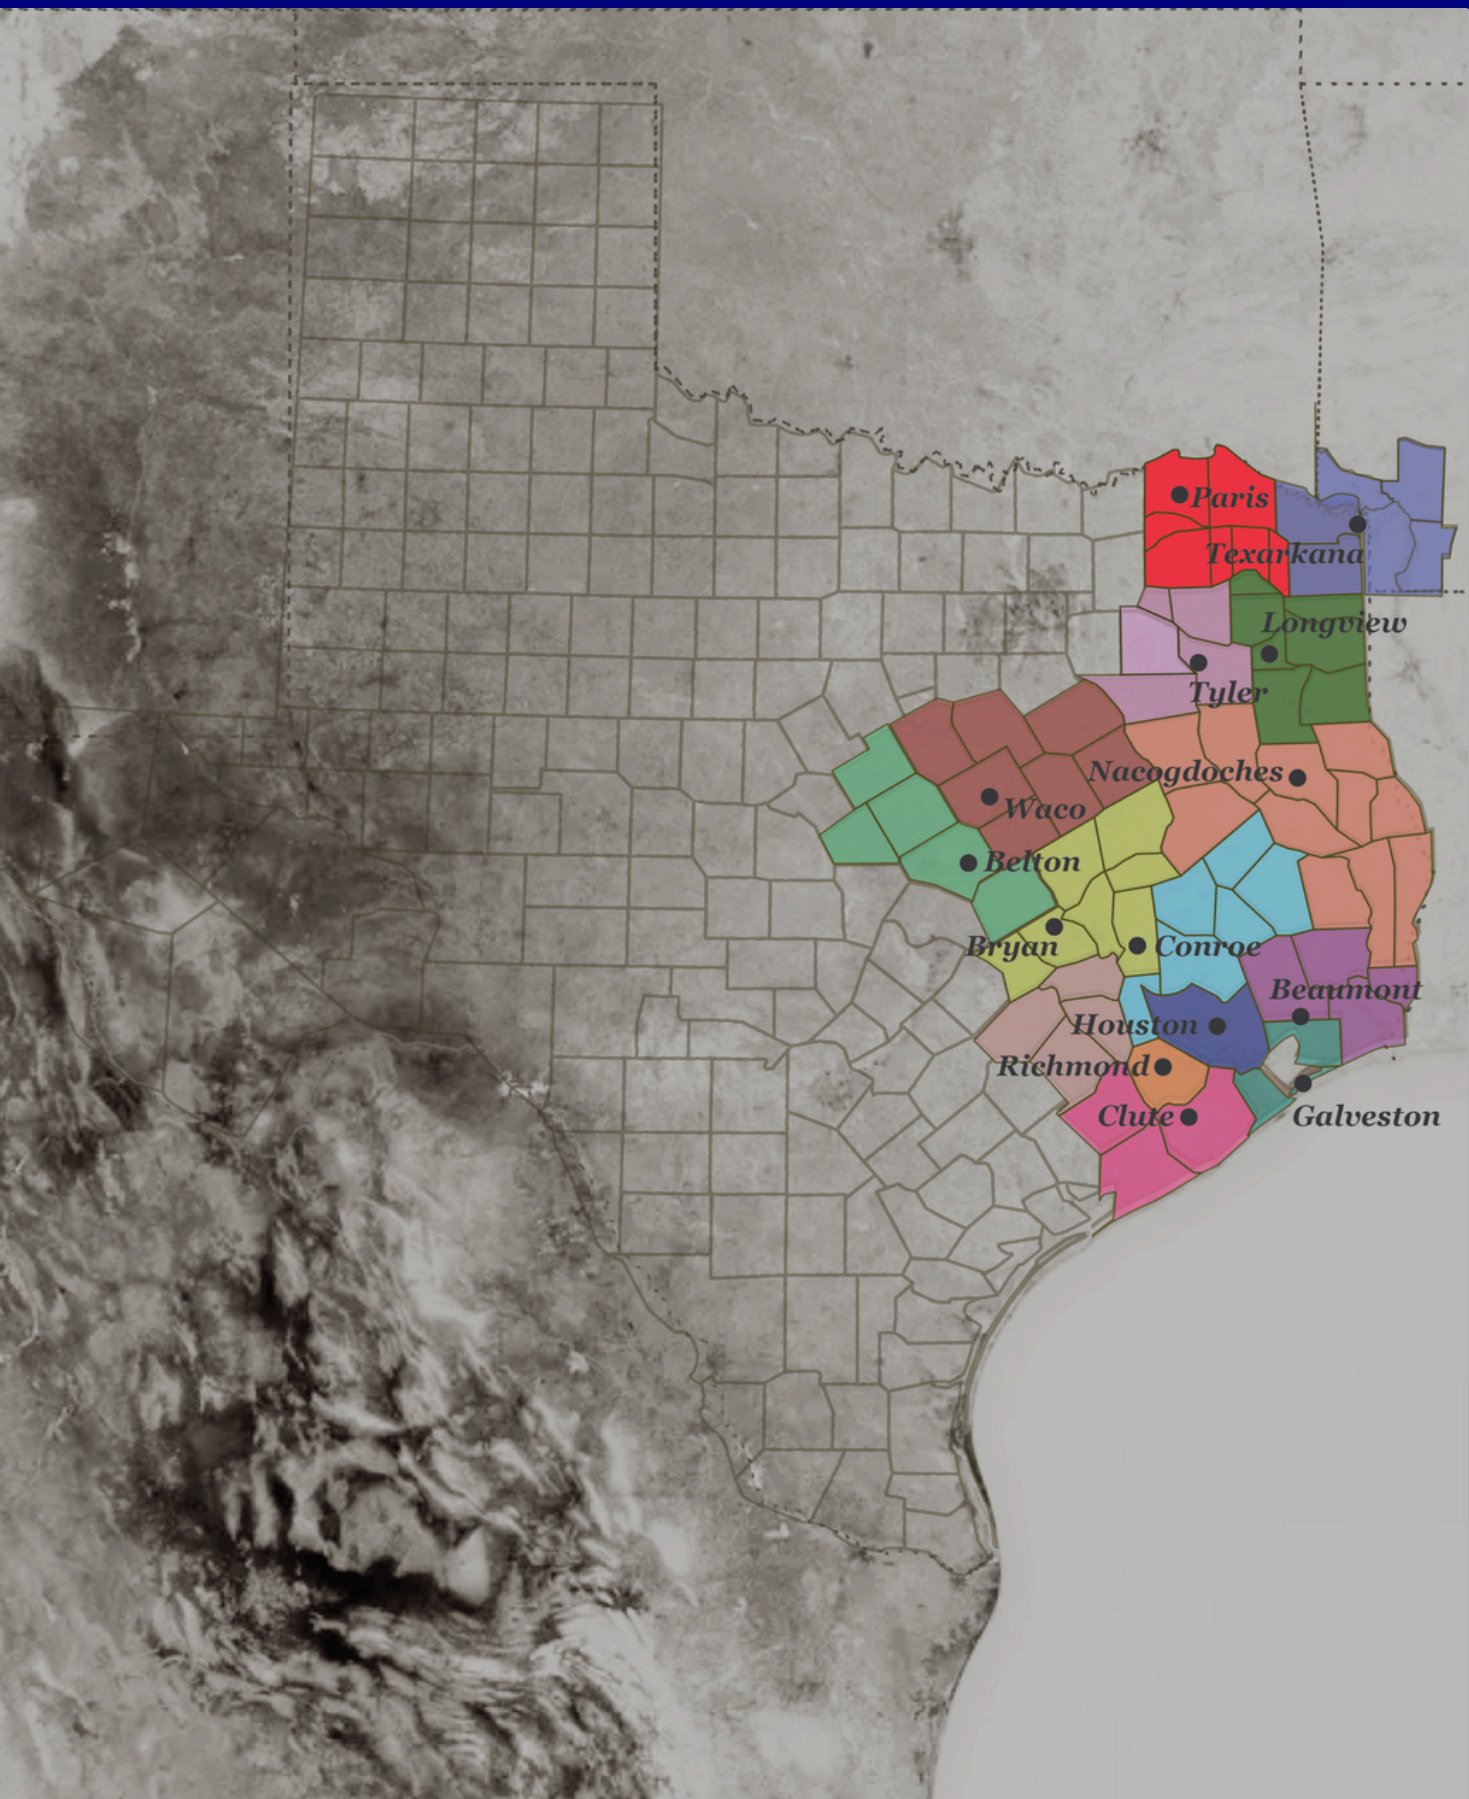 Paris
Texarkana
Longview
Tyler
Nacogdoches
Waco
Belton
Bryan
Conroe
Beaumont
Houston
Richmond
Clute
Galveston